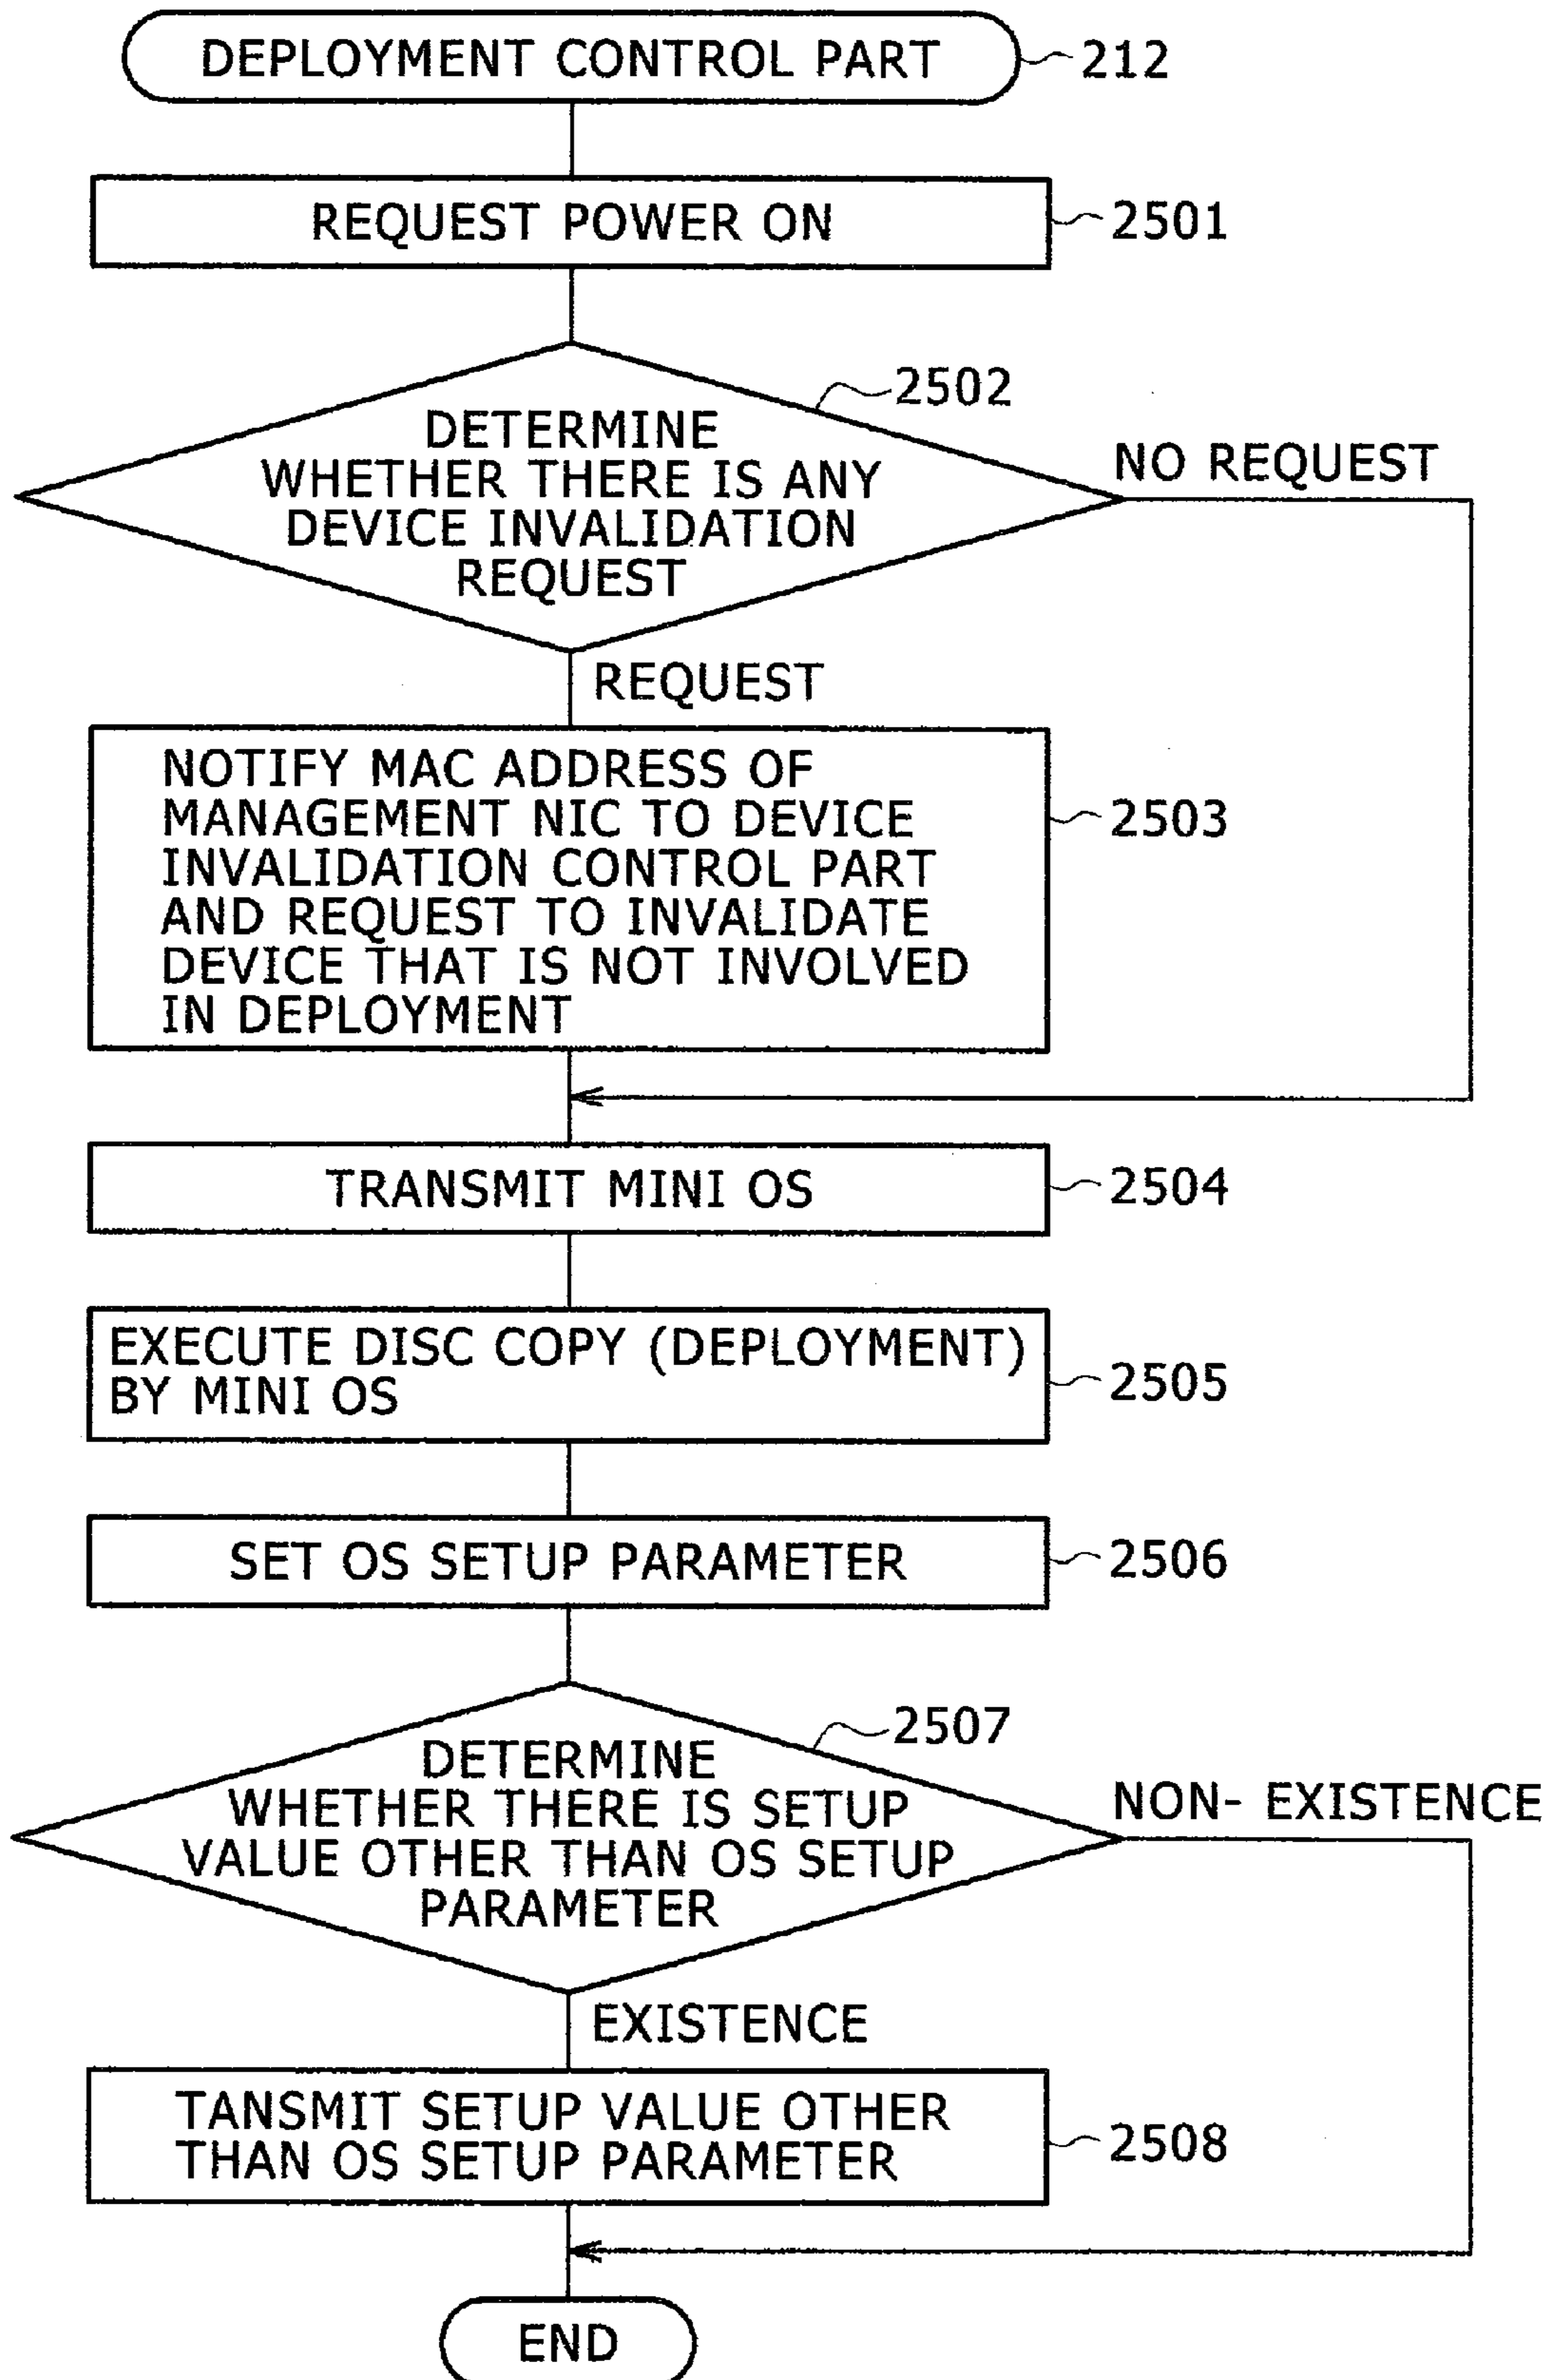 DEPLOYMENT CONTROL PART
212
REQUEST POWER ON
2501
2502
DETERMINE
WHETHER THERE IS ANY
DEVICE INVALIDATION
REQUEST
NO REQUEST
REQUEST
NOTIFY MAC ADDRESS OF
MANAGEMENT NIC TO DEVICE
INVALIDATION CONTROL PART
AND REQUEST TO INVALIDATE
DEVICE THAT IS NOT INVOLVED
IN DEPLOYMENT
2503
TRANSMIT MINI OS
2504
EXECUTE DISC COPY (DEPLOYMENT)
BY MINI OS
2505
SET OS SETUP PARAMETER
2506
2507
DETERMINE
WHETHER THERE IS SETUP
VALUE OTHER THAN OS SETUP
PARAMETER
NON- EXISTENCE
EXISTENCE
TANSMIT SETUP VALUE OTHER
THAN OS SETUP PARAMETER
2508
END